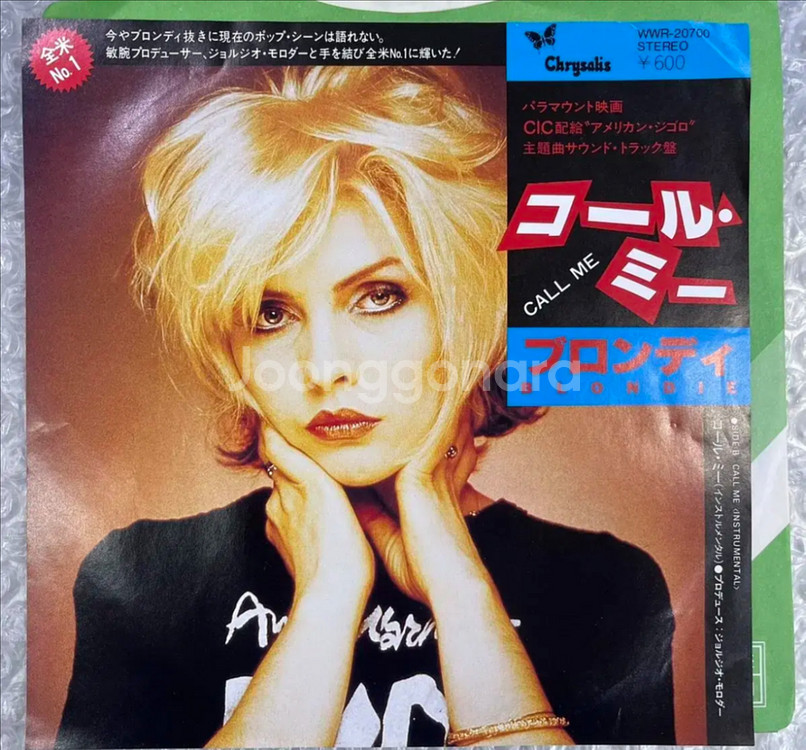 今やブロンディ抜きに現在のポップ・シーンは語れない。
敏腕プロデューサー、ジョルジオ・モロダーと手を結び全米No.1に輝いた!
全米
No.1
Chrysalis
WWR-20700
STEREO
¥600
パラマウント映画
CIC配給“アメリカン・ジゴロ”
主題曲サウンド・トラック盤
コール・
ミー
CALL ME
ブロンディ
BLONDIE
Joonggonara
●SIDE B CALL ME〈INSTRUMENTAL〉
コール・ミー(インストルメンタル)●プロデュース:ジョルジオ・モロダー